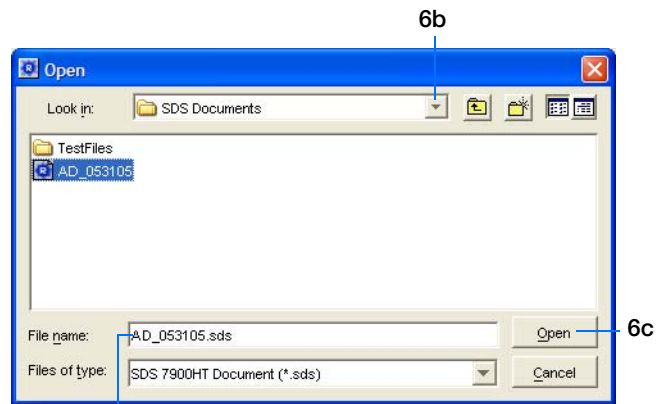 6b
Open
Look in: SDS Documents
TestFiles
AD_053105
File name: AD_053105.sds Open 6c
Files of type: SDS 7900HT Document (*.sds) Cancel